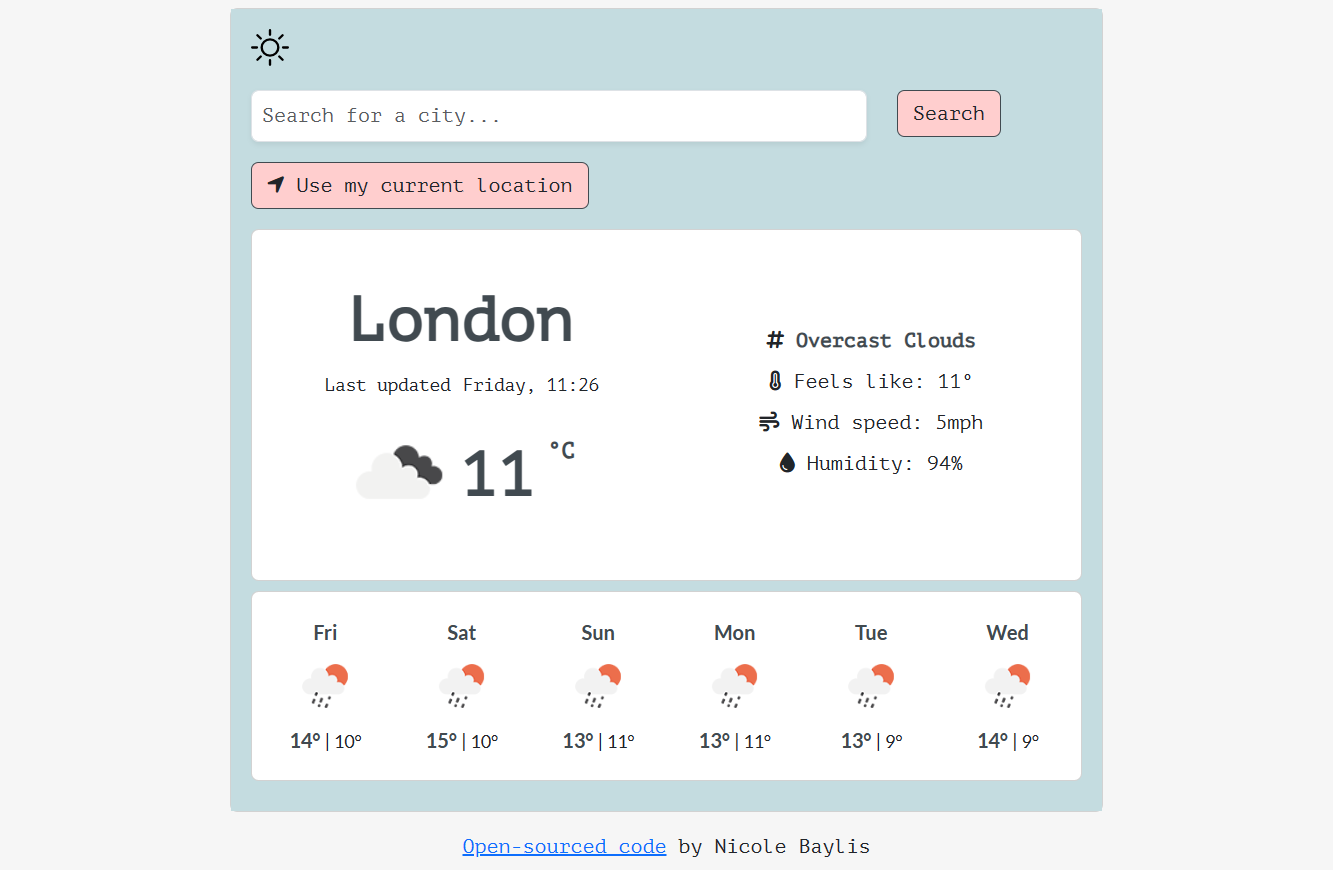 Search for a city...
Search
Use my current location
London
Last updated Friday, 11:26
11 °C
# Overcast Clouds
Feels like: 11°
Wind speed: 5mph
Humidity: 94%
Fri Sat Sun Mon Tue Wed
14° | 10° 15° | 10° 13° | 11° 13° | 11° 13° | 9° 14° | 9°
Open-sourced code by Nicole Baylis